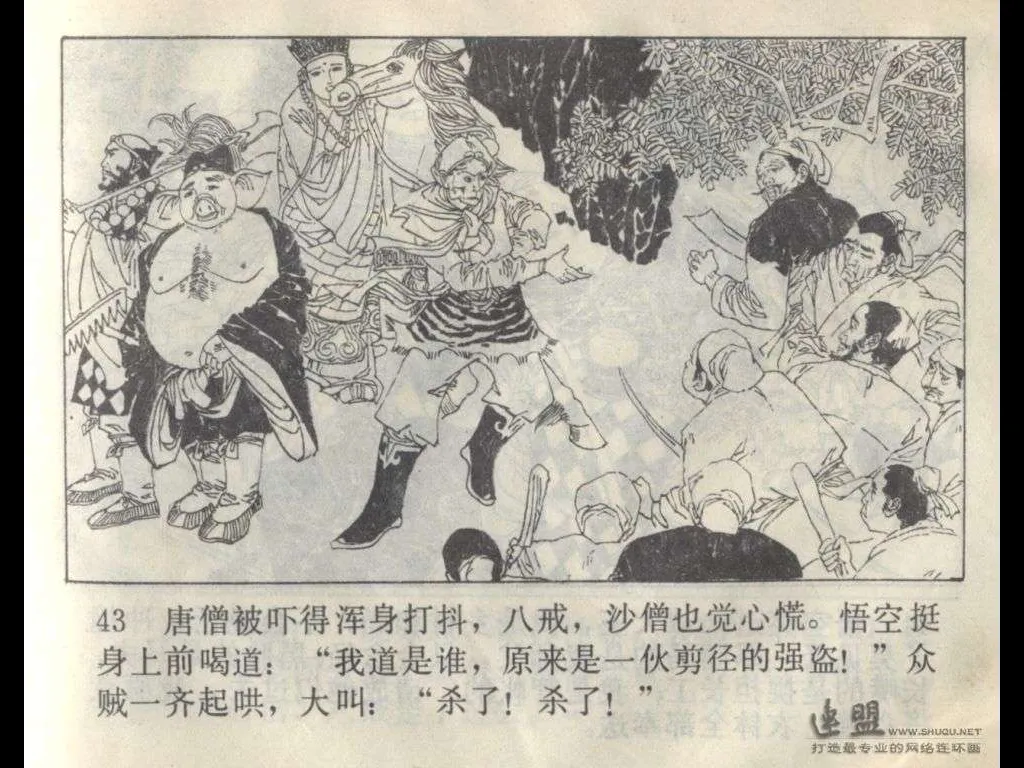 43 唐僧被吓得浑身打抖，八戒，沙僧也觉心慌。悟空挺
身上前喝道：“我道是谁，原来是一伙剪径的强盗！”众
贼一齐起哄，大叫：“杀了！杀了！”
连盟 WWW.SHUQU.NET
打造最专业的网络连环画